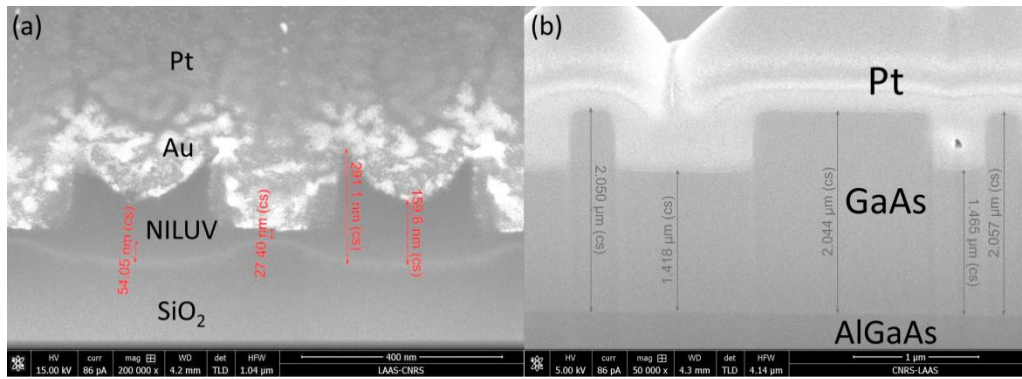 (a)
Pt
Au
NILUV
SiO₂
54.05 nm (cs)
27.40 nm (cs)
291.1 nm (cs)
159.6 nm (cs)
HV curr mag WD det HFW
15.00 kV 86 pA 200 000 x 4.2 mm TLD 1.04 µm
400 nm
LAAS-CNRS
(b)
Pt
GaAs
AlGaAs
2.050 µm (cs)
1.418 µm (cs)
2.044 µm (cs)
1.465 µm (cs)
2.057 µm (cs)
HV curr mag WD det HFW
5.00 kV 86 pA 50 000 x 4.3 mm TLD 4.14 µm
1 µm
CNRS-LAAS